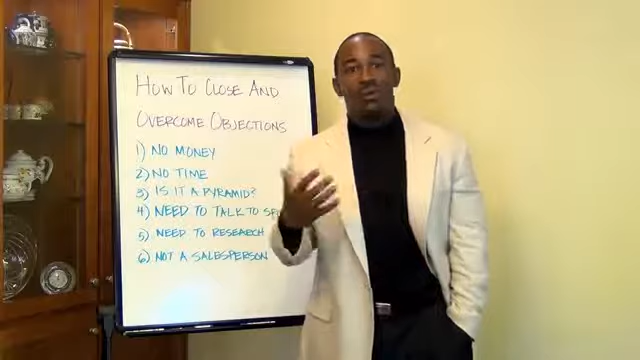 HOW TO CLOSE AND
OVERCOME OBJECTIONS
1) NO MONEY
2) NO TIME
3) IS IT A PYRAMID?
4) NEED TO TALK TO
5) NEED TO RESEARCH
6) NOT A SALESPERSON